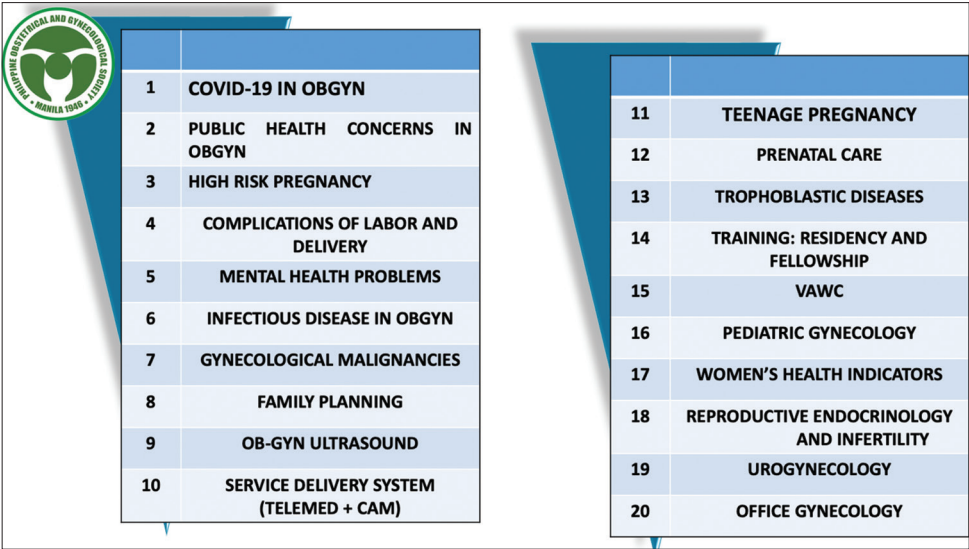 PHILIPPINE OBSTETRICAL AND GYNECOLOGICAL SOCIETY
• MANILA 1946 •
1 COVID-19 IN OBGYN
2 PUBLIC HEALTH CONCERNS IN
OBGYN
3 HIGH RISK PREGNANCY
4 COMPLICATIONS OF LABOR AND
DELIVERY
5 MENTAL HEALTH PROBLEMS
6 INFECTIOUS DISEASE IN OBGYN
7 GYNECOLOGICAL MALIGNANCIES
8 FAMILY PLANNING
9 OB-GYN ULTRASOUND
10 SERVICE DELIVERY SYSTEM
(TELEMED + CAM)
11 TEENAGE PREGNANCY
12 PRENATAL CARE
13 TROPHOBLASTIC DISEASES
14 TRAINING: RESIDENCY AND
FELLOWSHIP
15 VAWC
16 PEDIATRIC GYNECOLOGY
17 WOMEN'S HEALTH INDICATORS
18 REPRODUCTIVE ENDOCRINOLOGY
AND INFERTILITY
19 UROGYNECOLOGY
20 OFFICE GYNECOLOGY